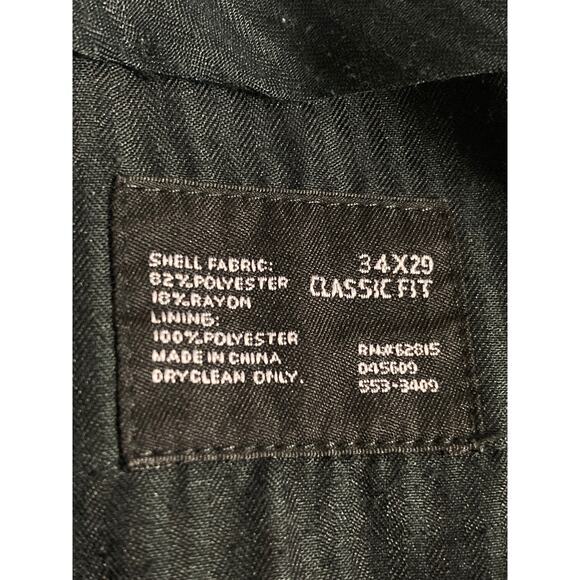 SHELL FABRIC:
82% POLYESTER
18% RAYON
LINING:
100% POLYESTER
MADE IN CHINA
DRYCLEAN ONLY.
34X29
CLASSIC FIT
RN#62815
045609
553-3409